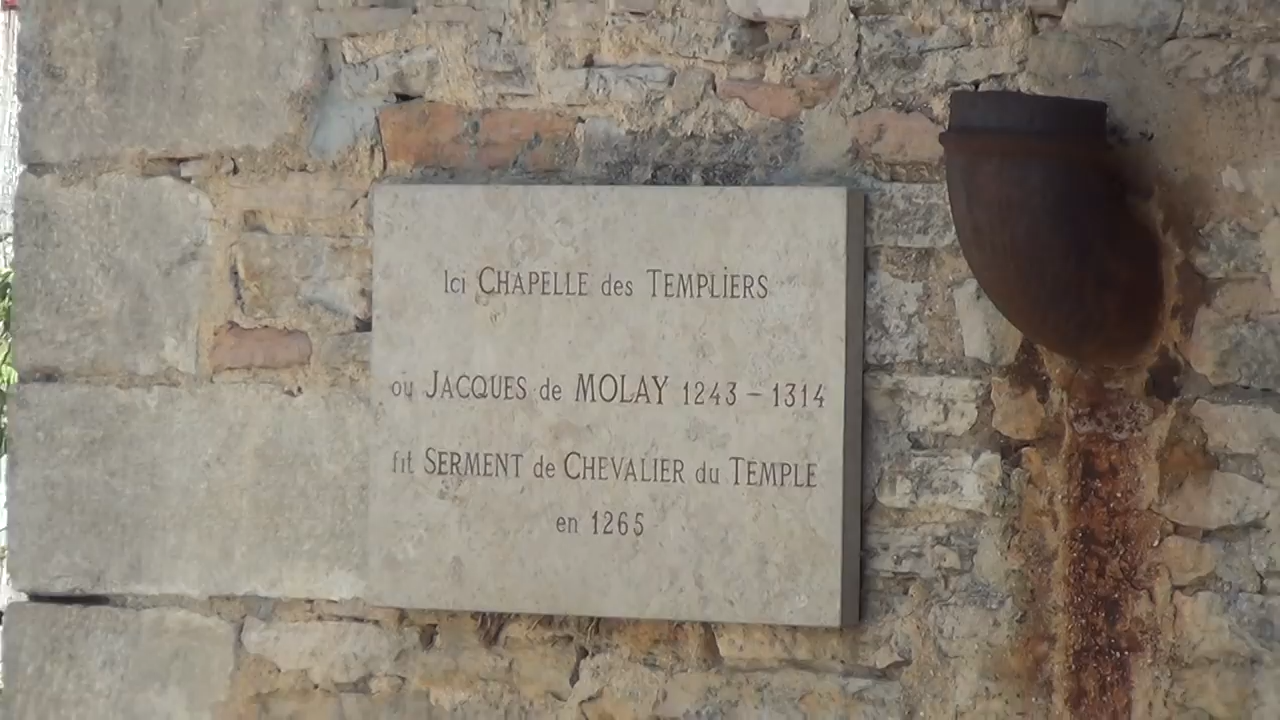 Ici CHAPELLE des TEMPLIERS
ou JACQUES de MOLAY 1243 – 1314
fit SERMENT de CHEVALIER du TEMPLE
en 1265